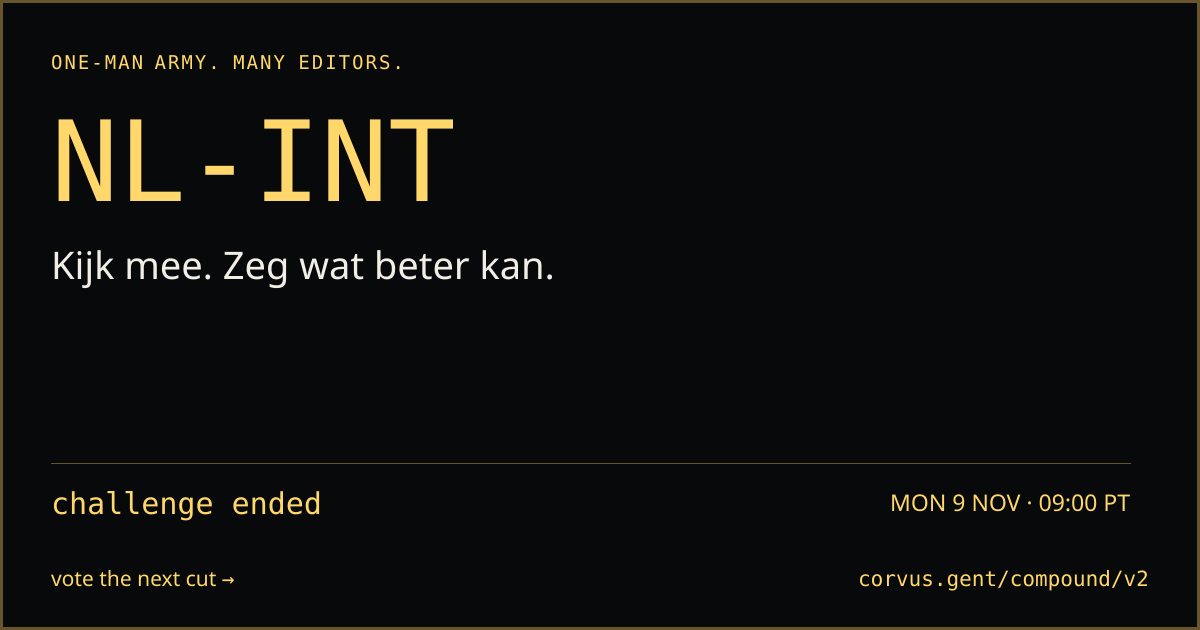 ONE-MAN ARMY. MANY EDITORS.
NL-INT
Kijk mee. Zeg wat beter kan.
challenge ended
MON 9 NOV · 09:00 PT
vote the next cut →
corvus.gent/compound/v2